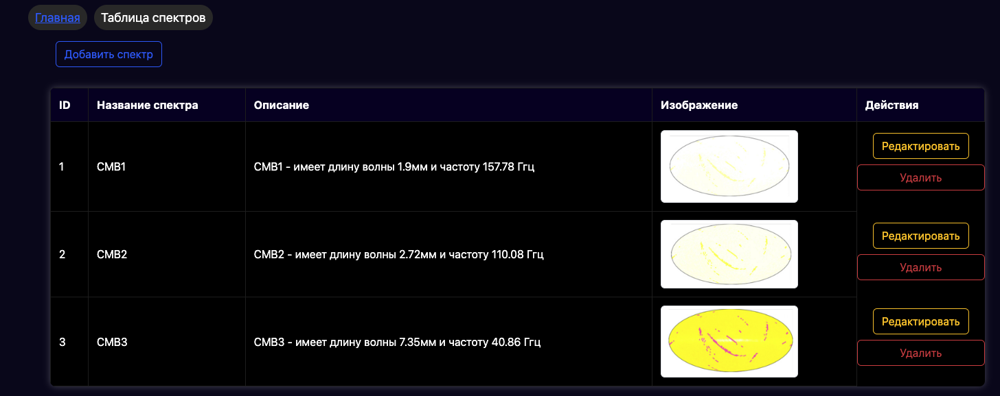 Главная Таблица спектров
Добавить спектр
ID Название спектра Описание Изображение Действия
1 CMB1 CMB1 - имеет длину волны 1.9мм и частоту 157.78 Ггц Редактировать
Удалить
2 CMB2 CMB2 - имеет длину волны 2.72мм и частоту 110.08 Ггц Редактировать
Удалить
3 CMB3 CMB3 - имеет длину волны 7.35мм и частоту 40.86 Ггц Редактировать
Удалить